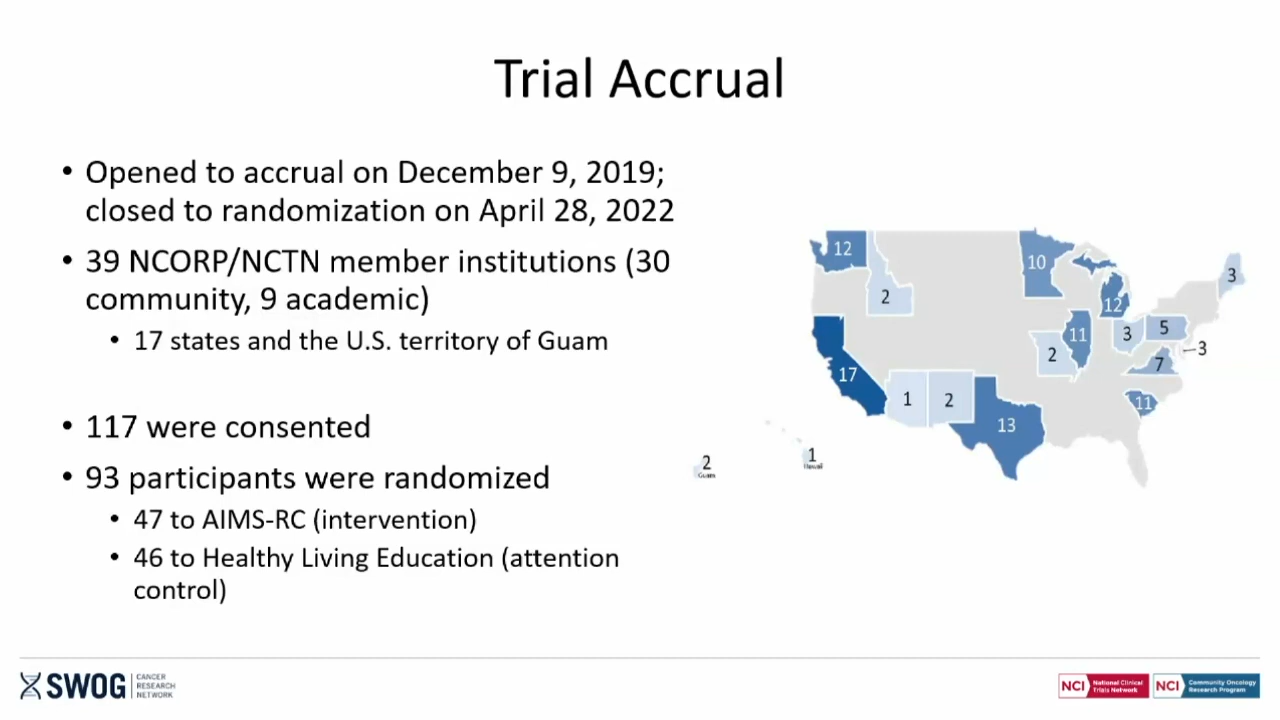 Trial Accrual
• Opened to accrual on December 9, 2019;
closed to randomization on April 28, 2022
• 39 NCORP/NCTN member institutions (30
community, 9 academic)
• 17 states and the U.S. territory of Guam
• 117 were consented
• 93 participants were randomized
• 47 to AIMS-RC (intervention)
• 46 to Healthy Living Education (attention
control)
12
2
10
12
3
11
2
3
5
3
7
11
17
1
2
13
2
Guam
1
Hawaii
SWOG
CANCER
RESEARCH
NETWORK
NCI
National Clinical
Trials Network
NCI
Community Oncology
Research Program